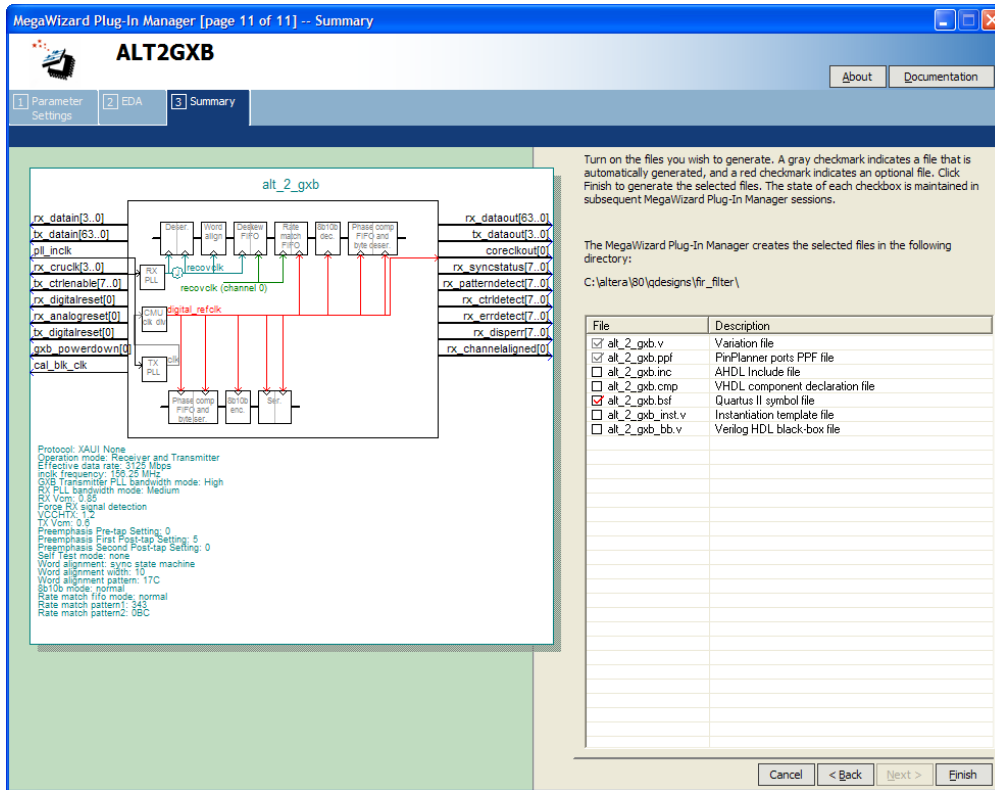 MegaWizard Plug-In Manager [page 11 of 11] -- Summary
ALT2GXB
About
Documentation
1 Parameter Settings
2 EDA
3 Summary
Turn on the files you wish to generate. A gray checkmark indicates a file that is
automatically generated, and a red checkmark indicates an optional file. Click
Finish to generate the selected files. The state of each checkbox is maintained in
subsequent MegaWizard Plug-In Manager sessions.
The MegaWizard Plug-In Manager creates the selected files in the following
directory:
C:\altera\80\qdesigns\fir_filter\
alt_2_gxb
rx_datain[3..0]
tx_datain[63..0]
pll_inclk
rx_cruclk[3..0]
tx_ctrlenable[7..0]
rx_digitalreset[0]
rx_analogreset[0]
tx_digitalreset[0]
gxb_powerdown[0]
cal_blk_clk
Deser.
Word
align
Deskew
FIFO
Rate
match
FIFO
8b10b
dec.
Phase comp
FIFO and
byte deser.
RX
PLL
recovclk
recovclk (channel 0)
CMU
clk div
digital_refclk
TX
PLL
clk
Phase comp
FIFO and
byte ser.
8b10b
enc.
Ser.
rx_dataout[63..0]
tx_dataout[3..0]
coreclkout[0]
rx_syncstatus[7..0]
rx_patterndetect[7..0]
rx_ctrldetect[7..0]
rx_errdetect[7..0]
rx_disperr[7..0]
rx_channelaligned[0]
Protocol: XAUI None
Operation mode: Receiver and Transmitter
Effective data rate: 3125 Mbps
inclk frequency: 156.25 MHz
GXB Transmitter PLL bandwidth mode: High
RX PLL bandwidth mode: Medium
RX Vcm: 0.85
Force RX signal detection
VCCHTX: 1.2
TX Vcm: 0.6
Preemphasis Pre-tap Setting: 0
Preemphasis First Post-tap Setting: 5
Preemphasis Second Post-tap Setting: 0
Self Test mode: none
Word alignment: sync state machine
Word alignment width: 10
Word alignment pattern: 17C
8b10b mode: normal
Rate match fifo mode: normal
Rate match pattern1: 343
Rate match pattern2: 0BC
File Description
alt_2_gxb.v Variation file
alt_2_gxb.ppf PinPlanner ports PPF file
alt_2_gxb.inc AHDL Include file
alt_2_gxb.cmp VHDL component declaration file
alt_2_gxb.bsf Quartus II symbol file
alt_2_gxb_inst.v Instantiation template file
alt_2_gxb_bb.v Verilog HDL black-box file
Cancel
< Back
Next >
Finish